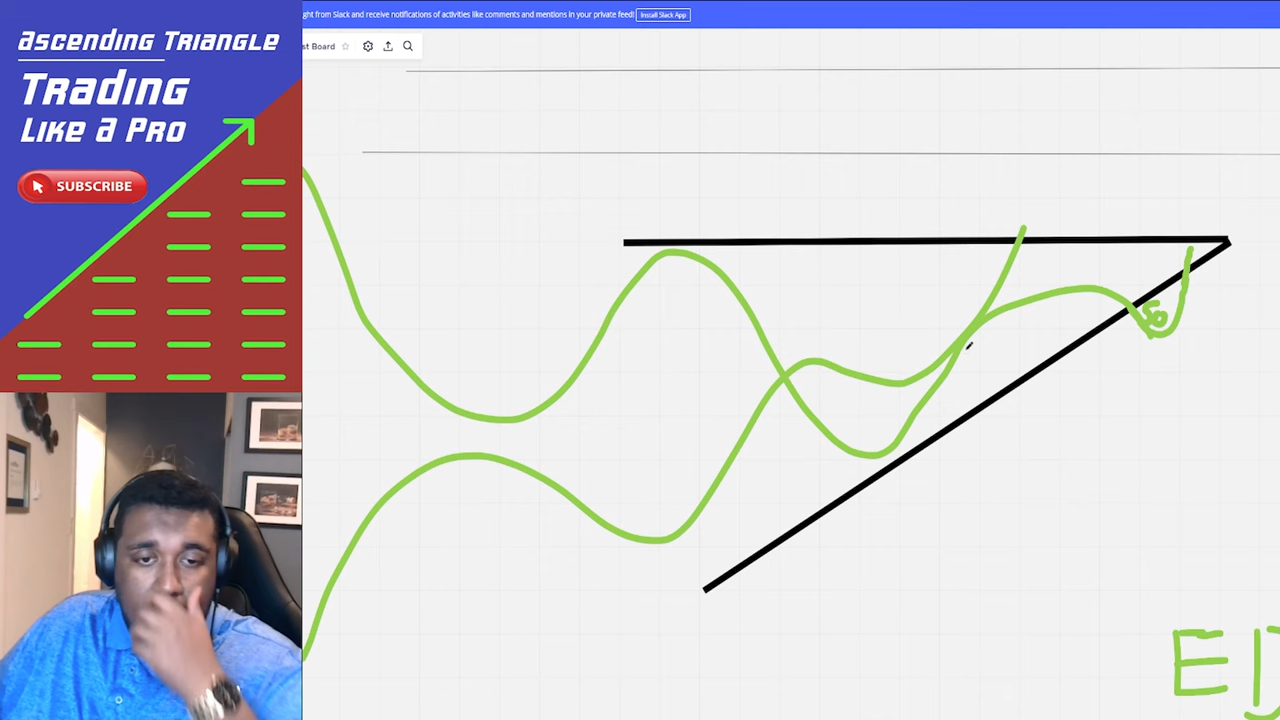 ght from Slack and receive notifications of activities like comments and mentions in your private feed! Install Slack App
st Board
Ascending Triangle
Trading
Like a Pro
SUBSCRIBE
50
E